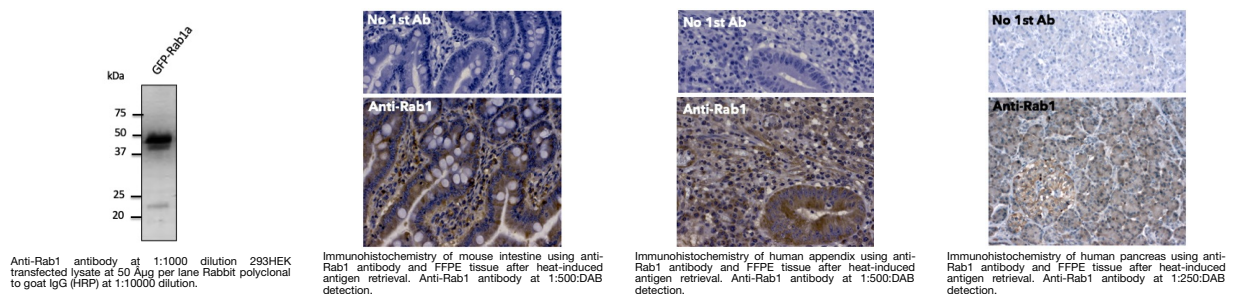 GFP-Rab1a
kDa
75
50
37
25
20
Anti-Rab1 antibody at 1:1000 dilution 293HEK
transfected lysate at 50 Âµg per lane Rabbit polyclonal
to goat IgG (HRP) at 1:10000 dilution.
No 1st Ab
Anti-Rab1
Immunohistochemistry of mouse intestine using anti-
Rab1 antibody and FFPE tissue after heat-induced
antigen retrieval. Anti-Rab1 antibody at 1:500:DAB
detection.
No 1st Ab
Anti-Rab1
Immunohistochemistry of human appendix using anti-
Rab1 antibody and FFPE tissue after heat-induced
antigen retrieval. Anti-Rab1 antibody at 1:500:DAB
detection.
No 1st Ab
Anti-Rab1
Immunohistochemistry of human pancreas using anti-
Rab1 antibody and FFPE tissue after heat-induced
antigen retrieval. Anti-Rab1 antibody at 1:250:DAB
detection.